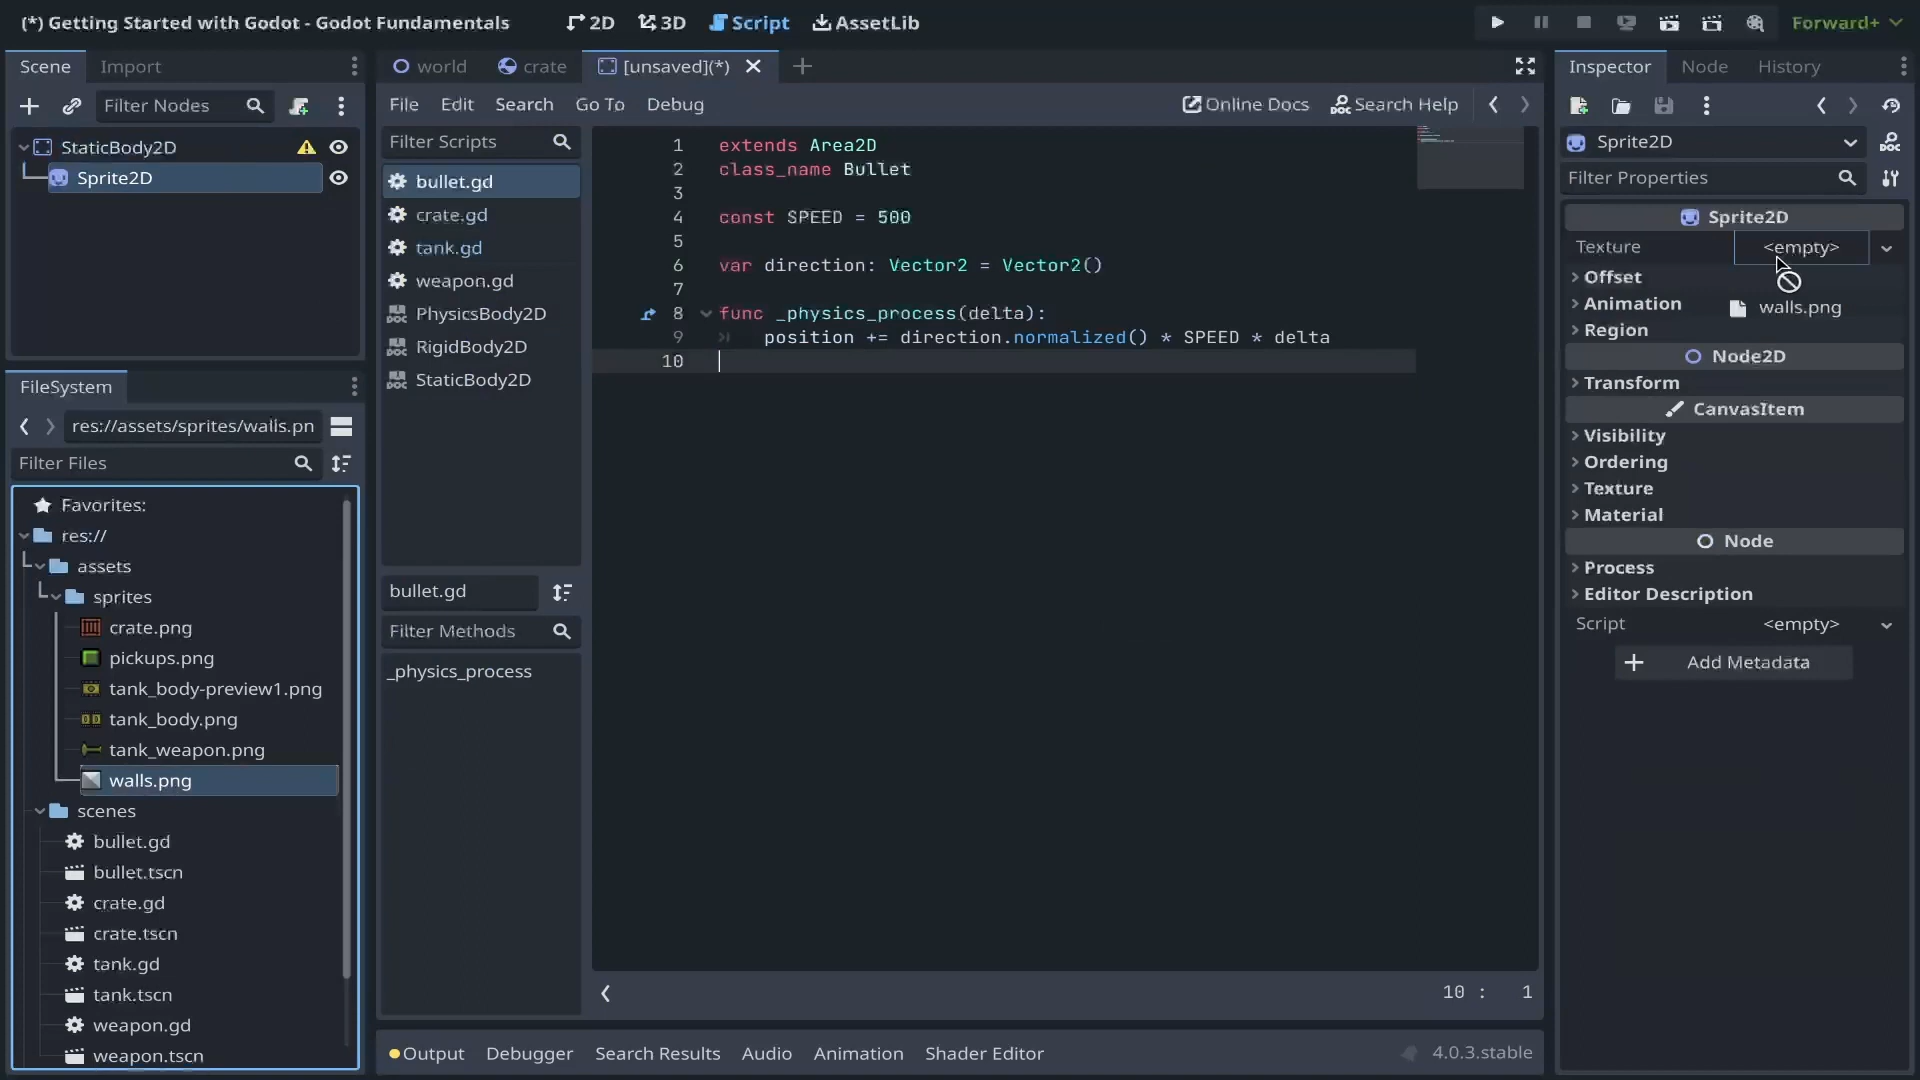 (*) Getting Started with Godot - Godot Fundamentals
2D
3D
Script
AssetLib
Forward+
Scene
Import
Filter Nodes
StaticBody2D
Sprite2D
FileSystem
res://assets/sprites/walls.pn
Filter Files
Favorites:
res://
assets
sprites
crate.png
pickups.png
tank_body-preview1.png
tank_body.png
tank_weapon.png
walls.png
scenes
bullet.gd
bullet.tscn
crate.gd
crate.tscn
tank.gd
tank.tscn
weapon.gd
weapon.tscn
world
crate
[unsaved](*)
File
Edit
Search
Go To
Debug
Online Docs
Search Help
Filter Scripts
bullet.gd
crate.gd
tank.gd
weapon.gd
PhysicsBody2D
RigidBody2D
StaticBody2D
bullet.gd
Filter Methods
_physics_process
1 extends Area2D
2 class_name Bullet
3
4 const SPEED = 500
5
6 var direction: Vector2 = Vector2()
7
8 func _physics_process(delta):
9 position += direction.normalized() * SPEED * delta
10
10 : 1
Output
Debugger
Search Results
Audio
Animation
Shader Editor
4.0.3.stable
Inspector
Node
History
Sprite2D
Filter Properties
Sprite2D
Texture <empty>
Offset
Animation
walls.png
Region
Node2D
Transform
CanvasItem
Visibility
Ordering
Texture
Material
Node
Process
Editor Description
Script <empty>
Add Metadata